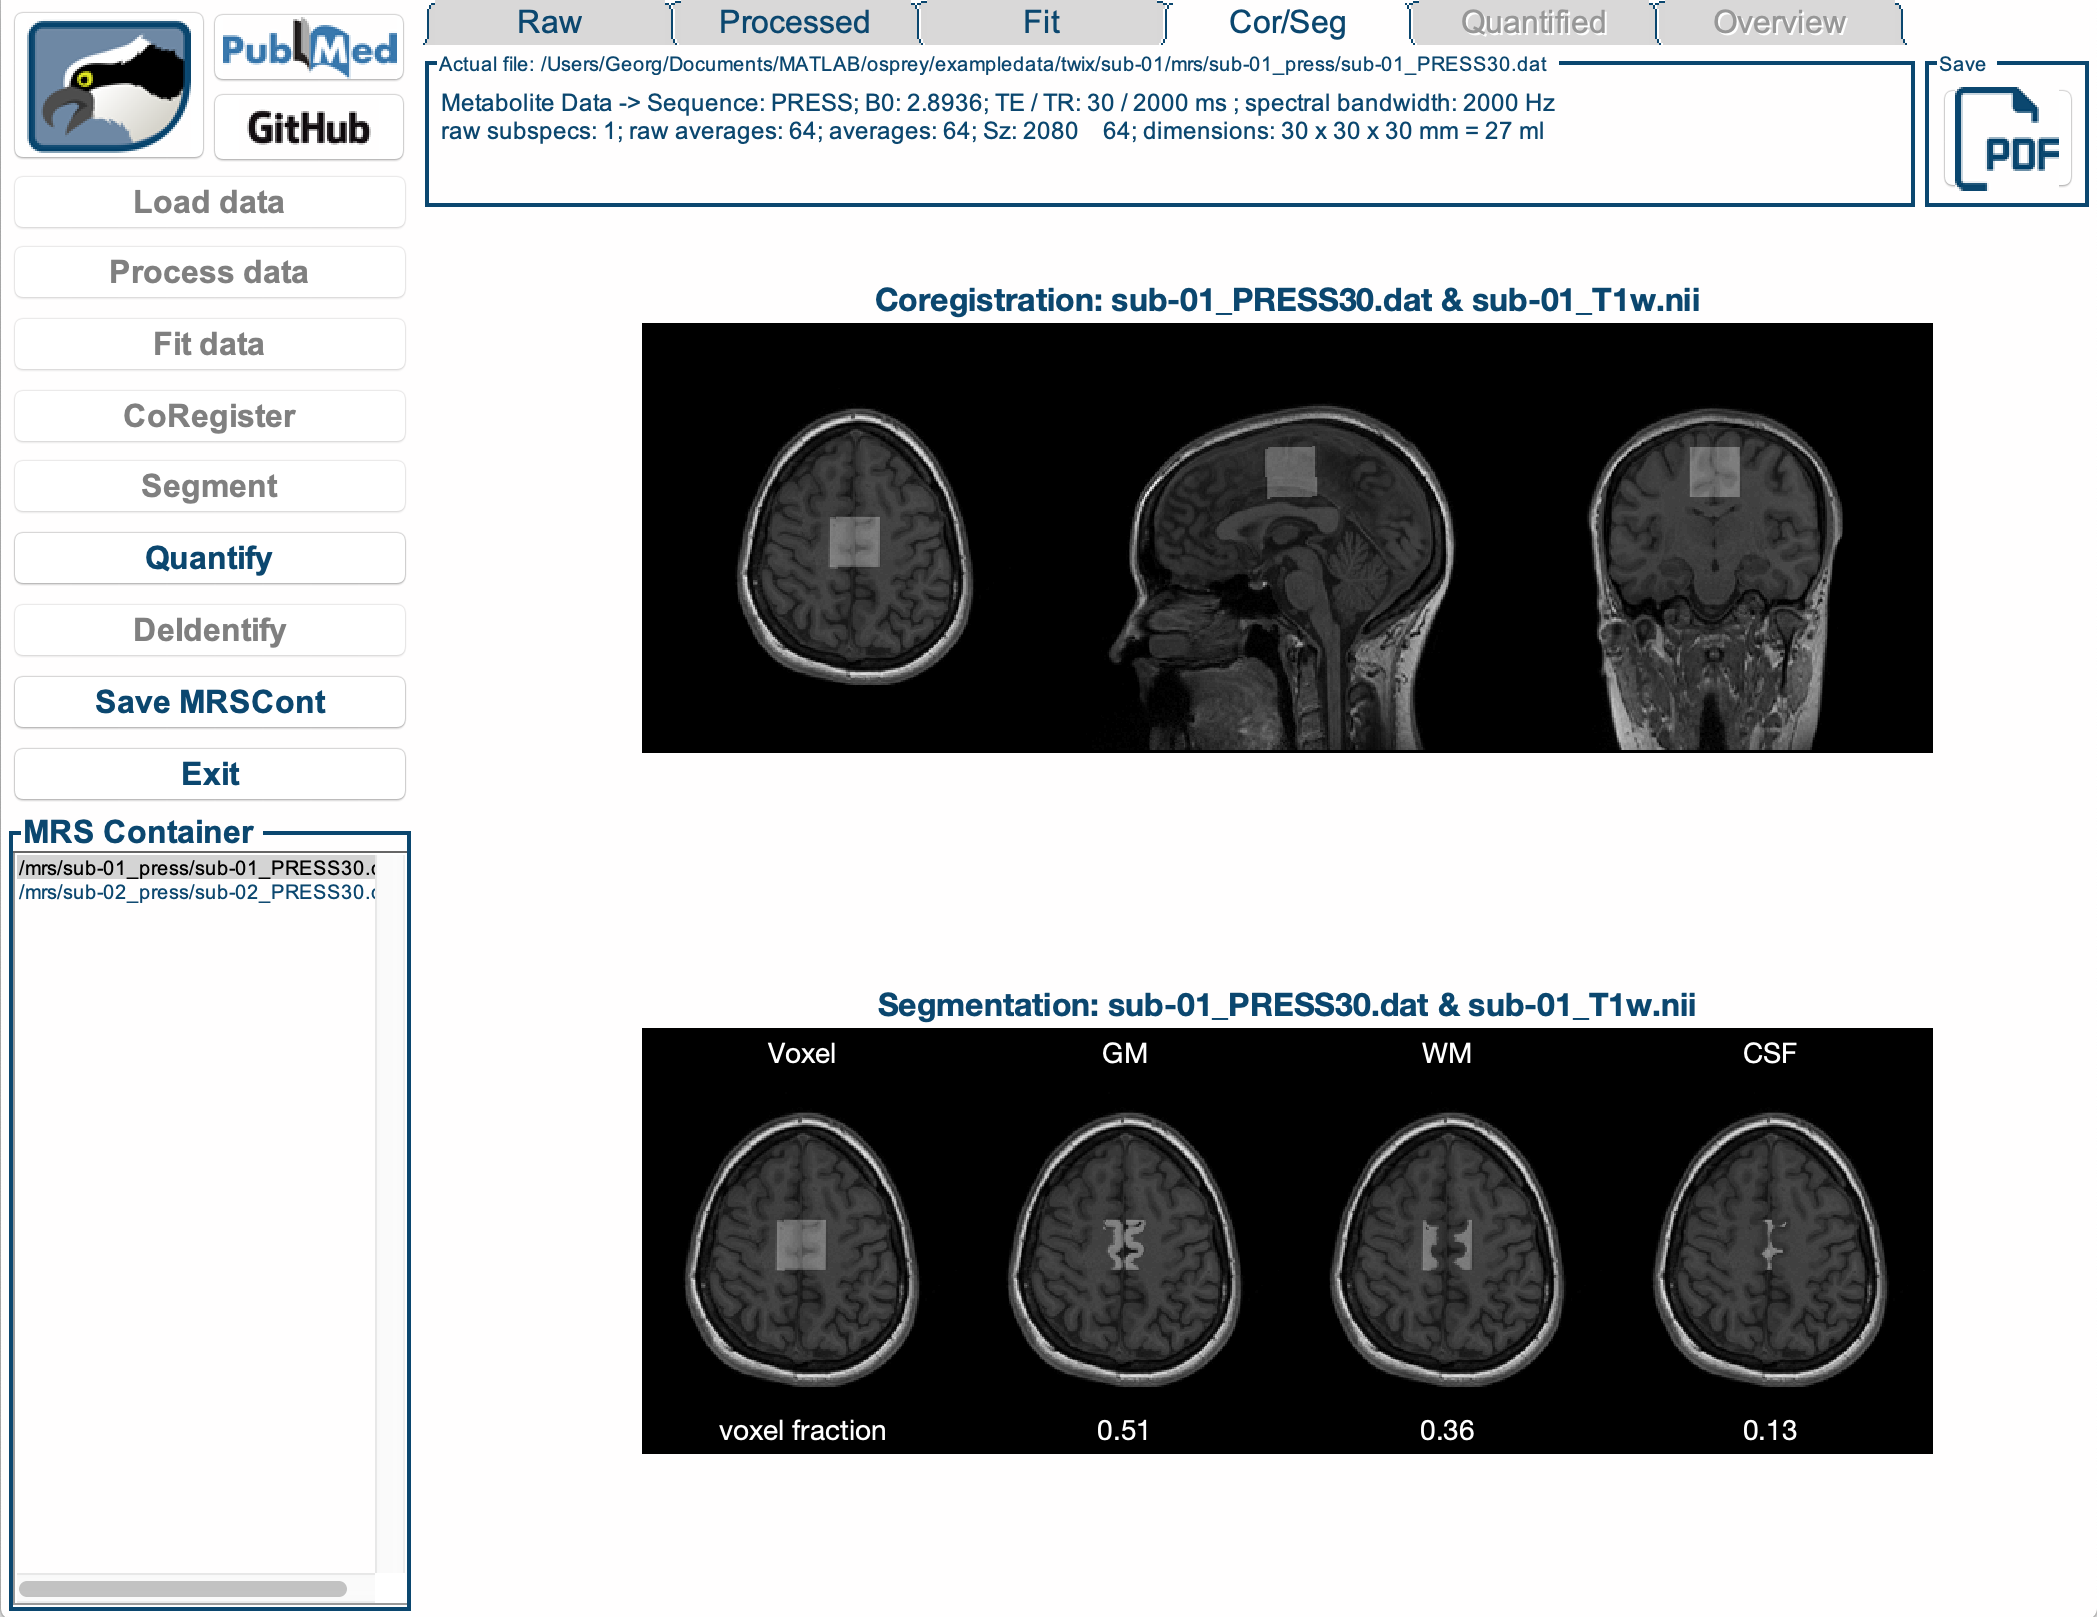 PubMed
GitHub
Load data
Process data
Fit data
CoRegister
Segment
Quantify
DeIdentify
Save MRSCont
Exit
MRS Container
/mrs/sub-01_press/sub-01_PRESS30.
/mrs/sub-02_press/sub-02_PRESS30.
Raw Processed Fit Cor/Seg Quantified Overview
Actual file: /Users/Georg/Documents/MATLAB/osprey/exampledata/twix/sub-01/mrs/sub-01_press/sub-01_PRESS30.dat
Metabolite Data -> Sequence: PRESS; B0: 2.8936; TE / TR: 30 / 2000 ms ; spectral bandwidth: 2000 Hz
raw subspecs: 1; raw averages: 64; averages: 64; Sz: 2080 64; dimensions: 30 x 30 x 30 mm = 27 ml
Save
PDF
Coregistration: sub-01_PRESS30.dat & sub-01_T1w.nii
Segmentation: sub-01_PRESS30.dat & sub-01_T1w.nii
Voxel GM WM CSF
voxel fraction 0.51 0.36 0.13